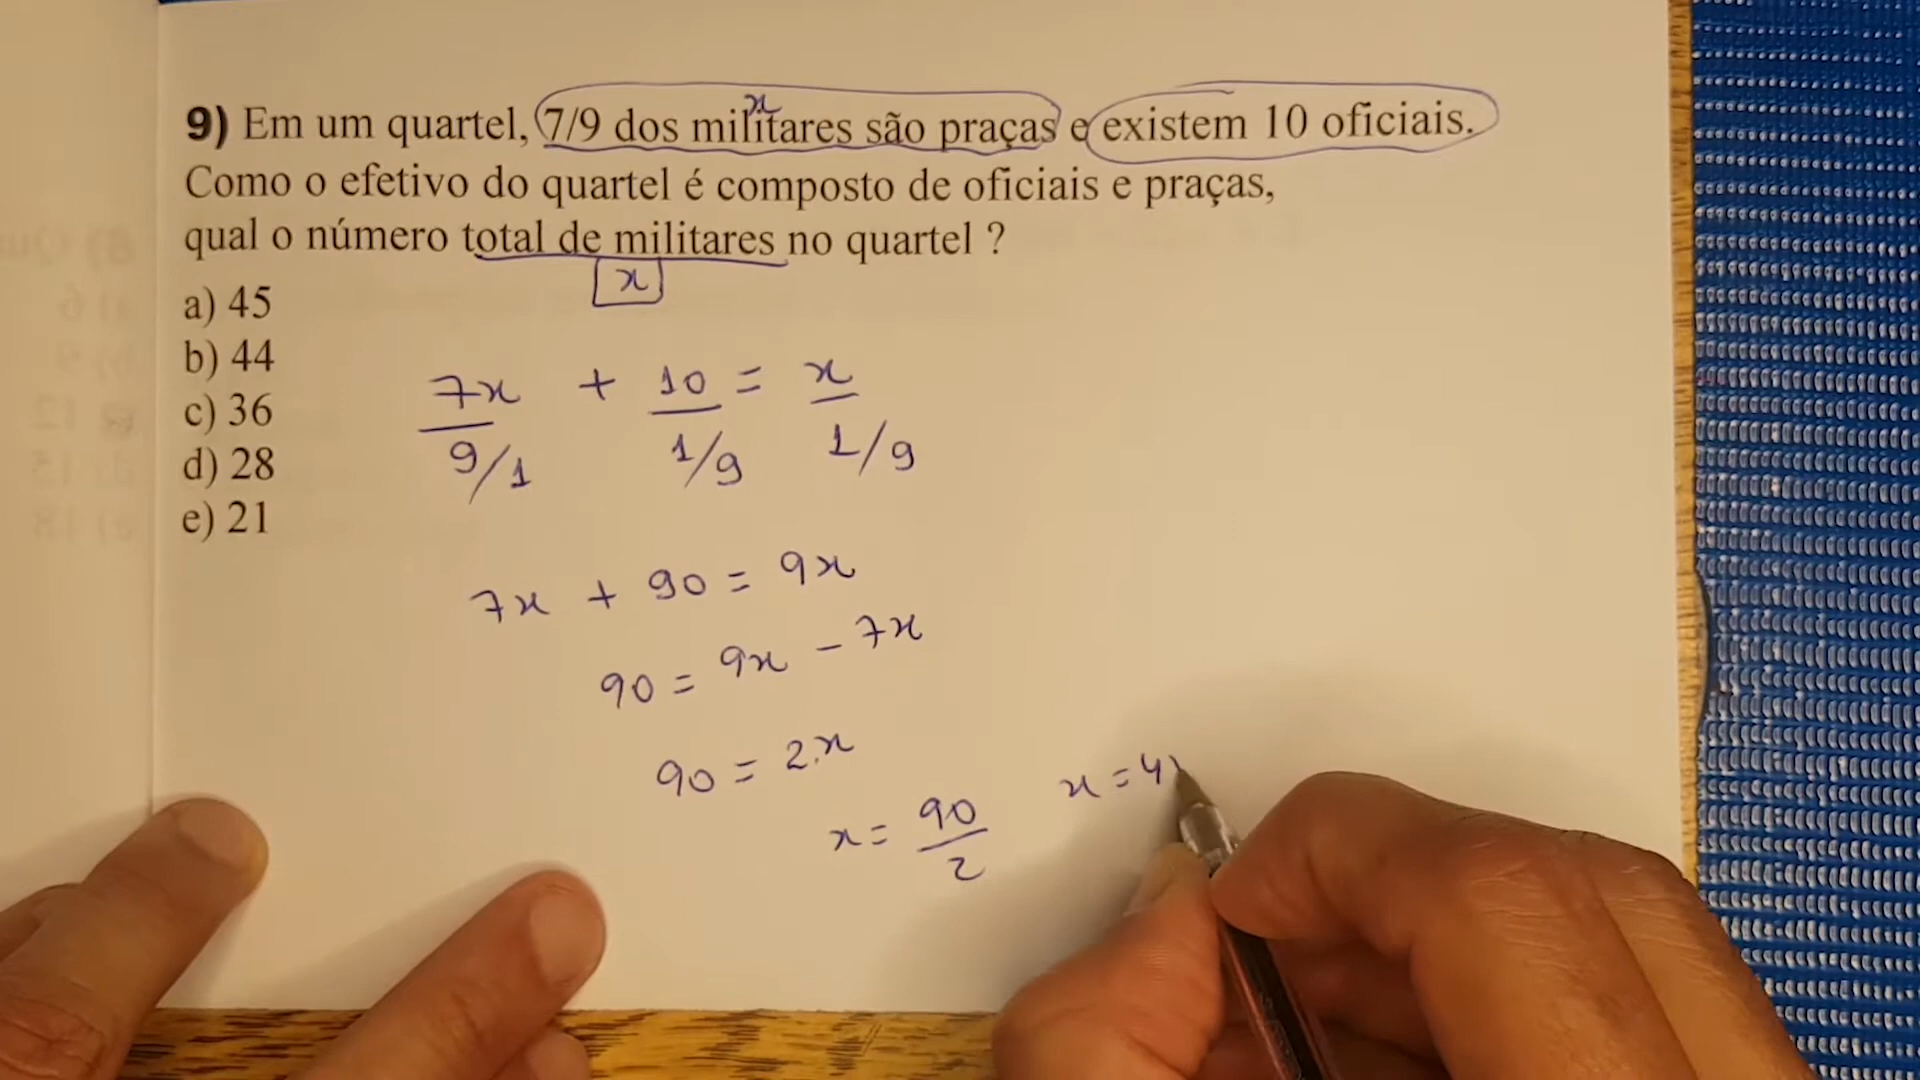 9) Em um quartel, 7/9 dos militares são praças e existem 10 oficiais.
x
Como o efetivo do quartel é composto de oficiais e praças,
qual o número total de militares no quartel ?
x
a) 45
b) 44
c) 36
d) 28
e) 21
7x + 10 = x
9/1 1/9 1/9
7x + 90 = 9x
90 = 9x - 7x
90 = 2.x
x = 90
2
x = 4